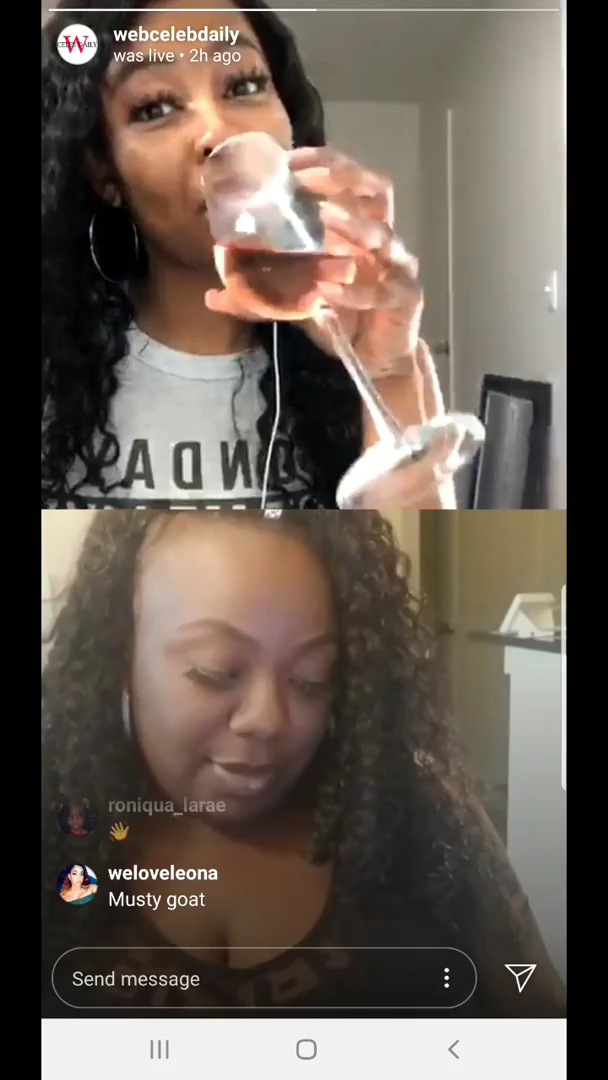 webcelebdaily
was live • 2h ago
W
roniqua_larae
👋
weloveleona
Musty goat
Send message